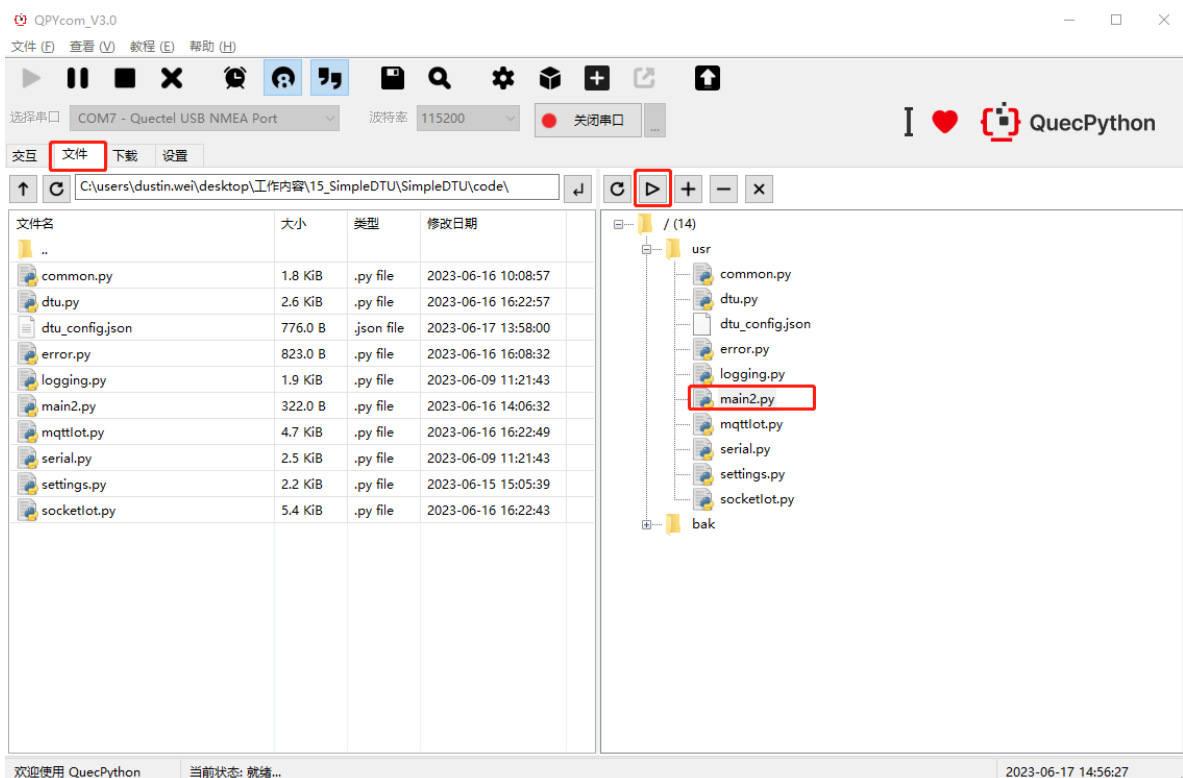 QPYcom_V3.0
文件 (F) 查看 (V) 教程 (E) 帮助 (H)
选择串口 COM7 - Quectel USB NMEA Port 波特率 115200 关闭串口 ... I QuecPython
交互 文件 下载 设置
C:\users\dustin.wei\desktop\工作内容\15_SimpleDTU\SimpleDTU\code\
文件名 大小 类型 修改日期
..
common.py 1.8 KiB .py file 2023-06-16 10:08:57
dtu.py 2.6 KiB .py file 2023-06-16 16:22:57
dtu_config.json 776.0 B .json file 2023-06-17 13:58:00
error.py 823.0 B .py file 2023-06-16 16:08:32
logging.py 1.9 KiB .py file 2023-06-09 11:21:43
main2.py 322.0 B .py file 2023-06-16 14:06:32
mqttIot.py 4.7 KiB .py file 2023-06-16 16:22:49
serial.py 2.5 KiB .py file 2023-06-09 11:21:43
settings.py 2.2 KiB .py file 2023-06-15 15:05:39
socketIot.py 5.4 KiB .py file 2023-06-16 16:22:43
/ (14)
usr
common.py
dtu.py
dtu_config.json
error.py
logging.py
main2.py
mqttIot.py
serial.py
settings.py
socketIot.py
bak
欢迎使用 QuecPython 当前状态: 就绪... 2023-06-17 14:56:27